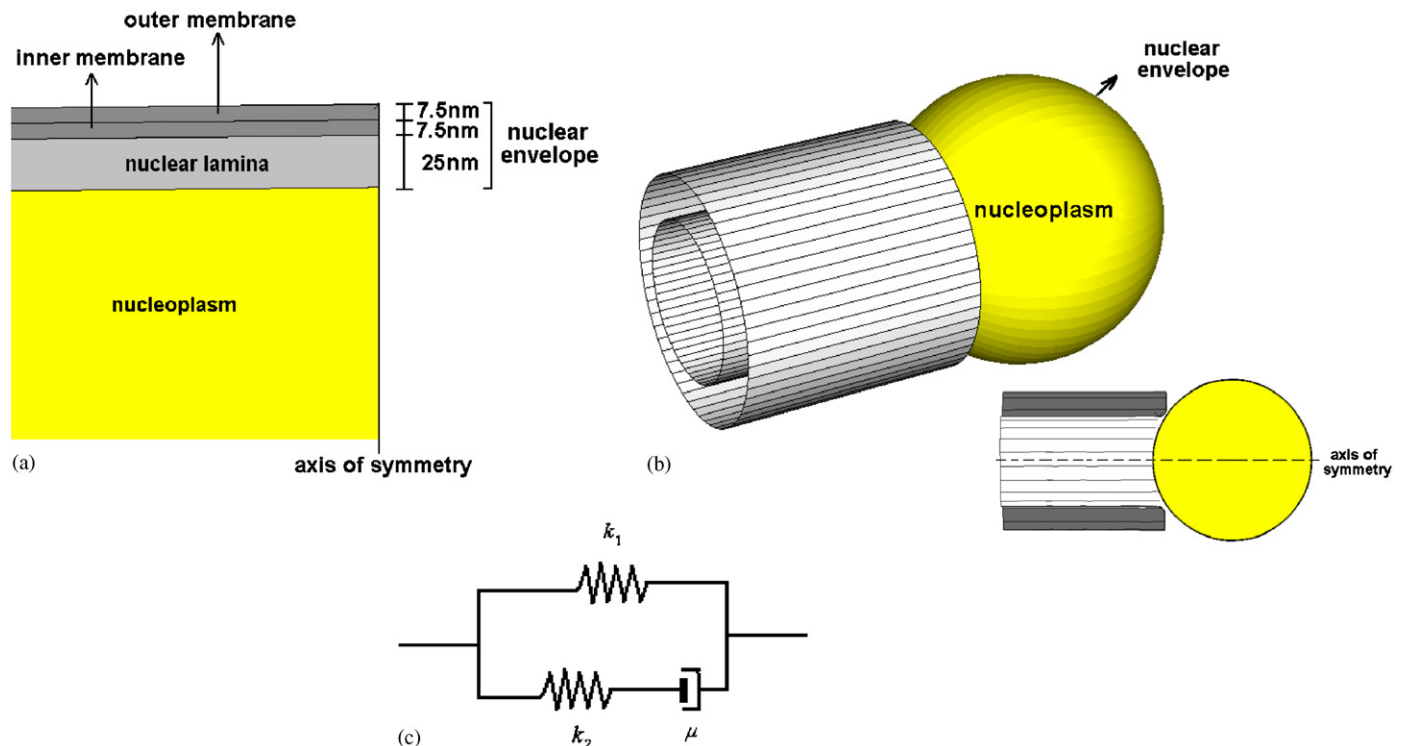 outer membrane
inner membrane
7.5nm
7.5nm
25nm
nuclear
envelope
nuclear lamina
nucleoplasm
axis of symmetry
(a)
nuclear
envelope
nucleoplasm
axis of
symmetry
(b)
k₁
k₂
μ
(c)